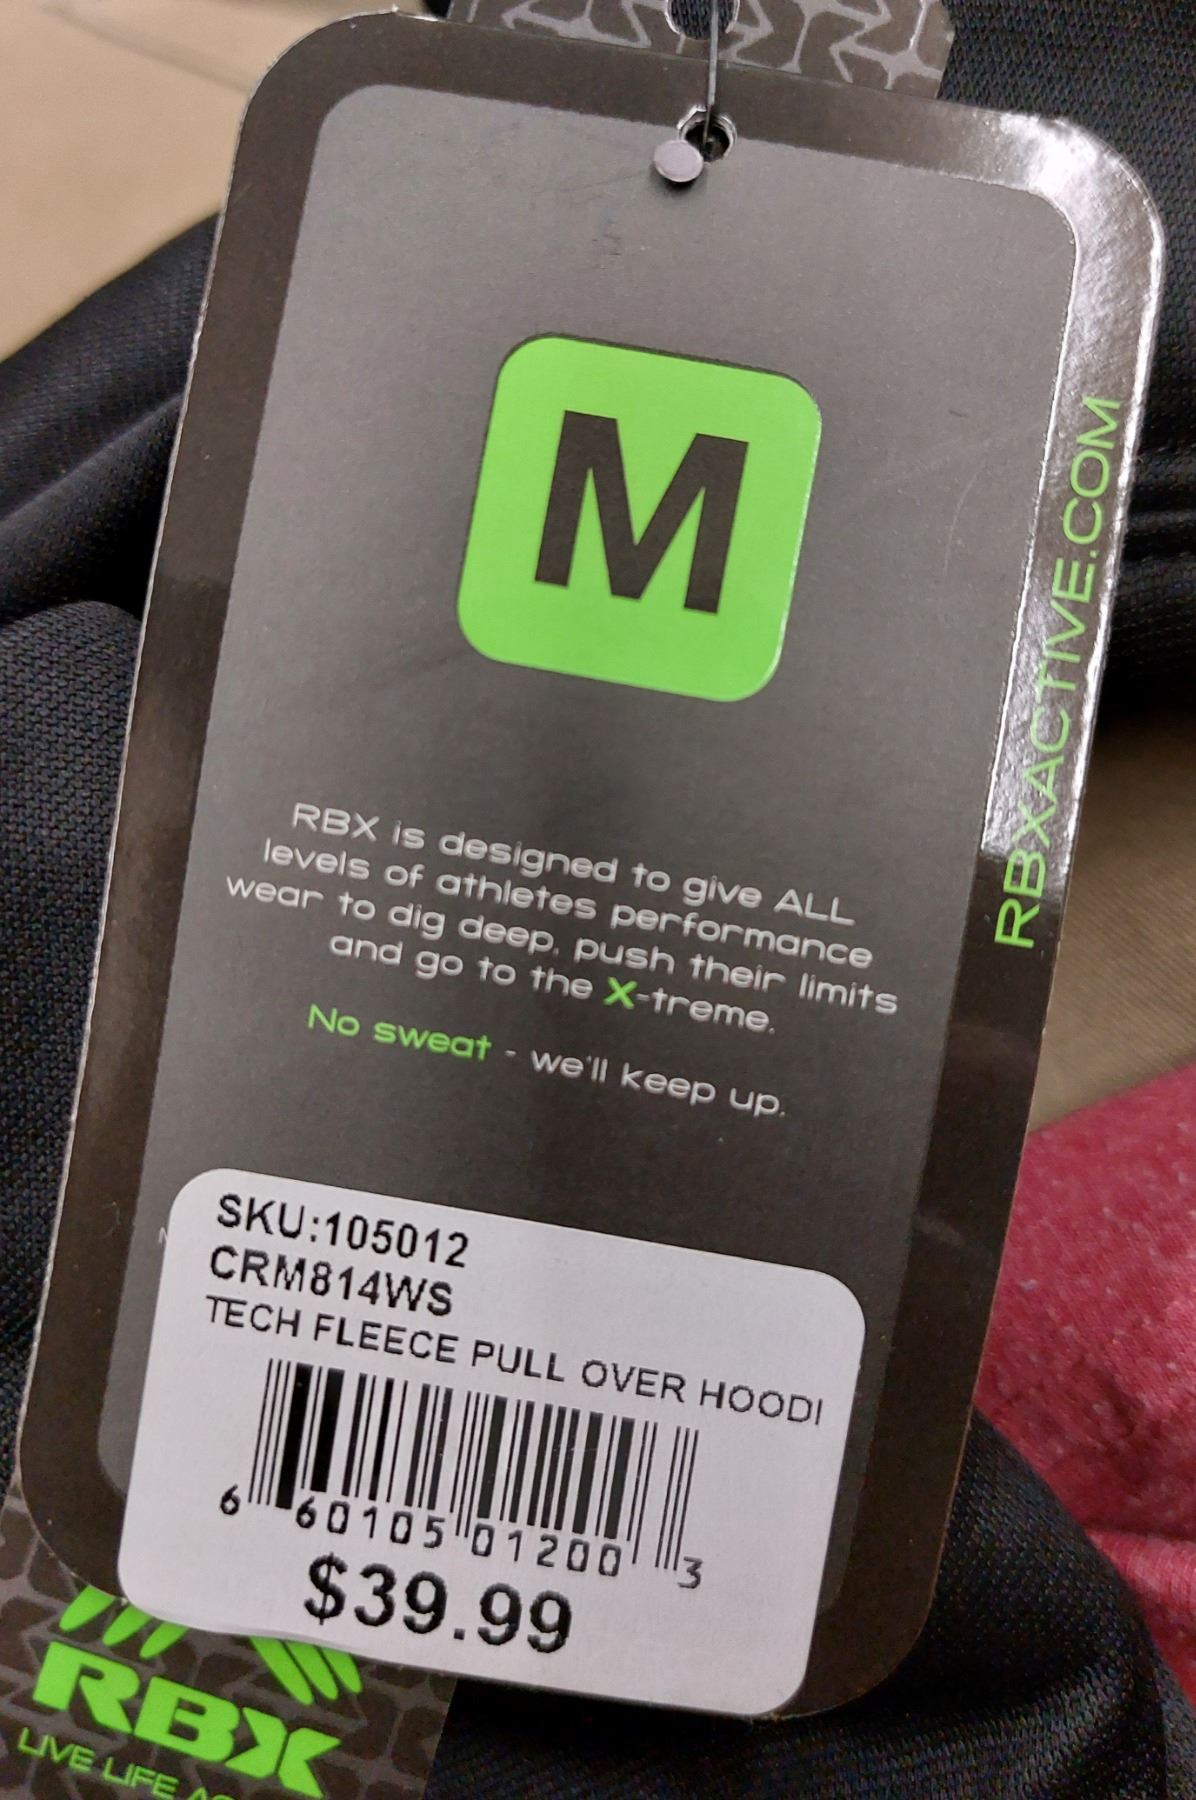 M
RBXACTIVE.COM
RBX is designed to give ALL
levels of athletes performance
wear to dig deep, push their limits
and go to the X-treme.
No sweat - we'll keep up.
SKU:105012
CRM814WS
TECH FLEECE PULL OVER HOODI
6 60105 01200 3
$39.99
RBX
LIVE LIFE